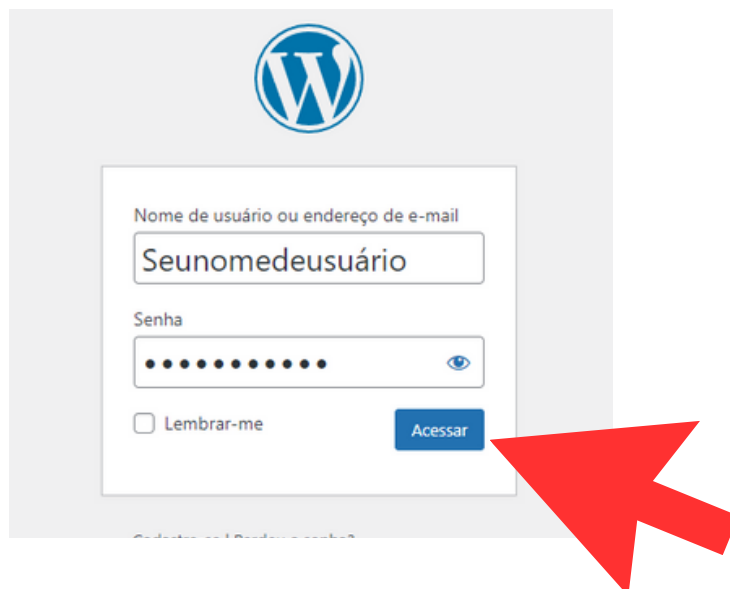 Nome de usuário ou endereço de e-mail
Seunomedeusuário
Senha
Lembrar-me
Acessar